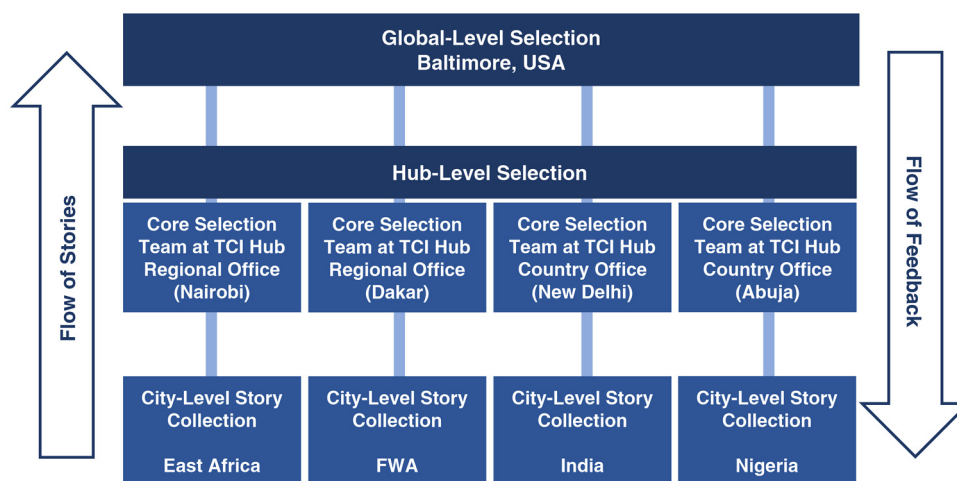 Global-Level Selection
Baltimore, USA
Flow of Stories
Flow of Feedback
Hub-Level Selection
Core Selection
Team at TCI Hub
Regional Office
(Nairobi)
Core Selection
Team at TCI Hub
Regional Office
(Dakar)
Core Selection
Team at TCI Hub
Country Office
(New Delhi)
Core Selection
Team at TCI Hub
Country Office
(Abuja)
City-Level Story
Collection
East Africa
City-Level Story
Collection
FWA
City-Level Story
Collection
India
City-Level Story
Collection
Nigeria